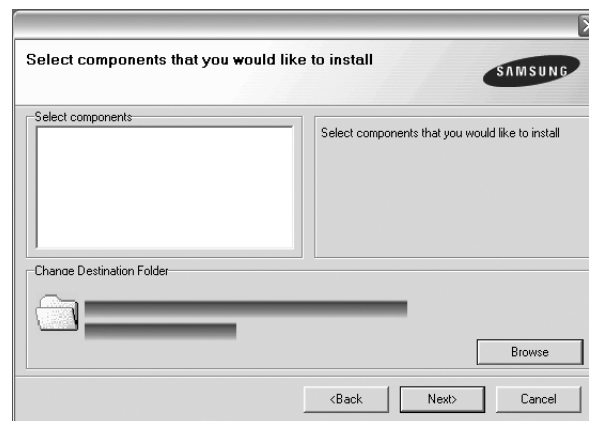 Select components that you would like to install
SAMSUNG
Select components
Select components that you would like to install
Change Destination Folder
Browse
<Back
Next>
Cancel